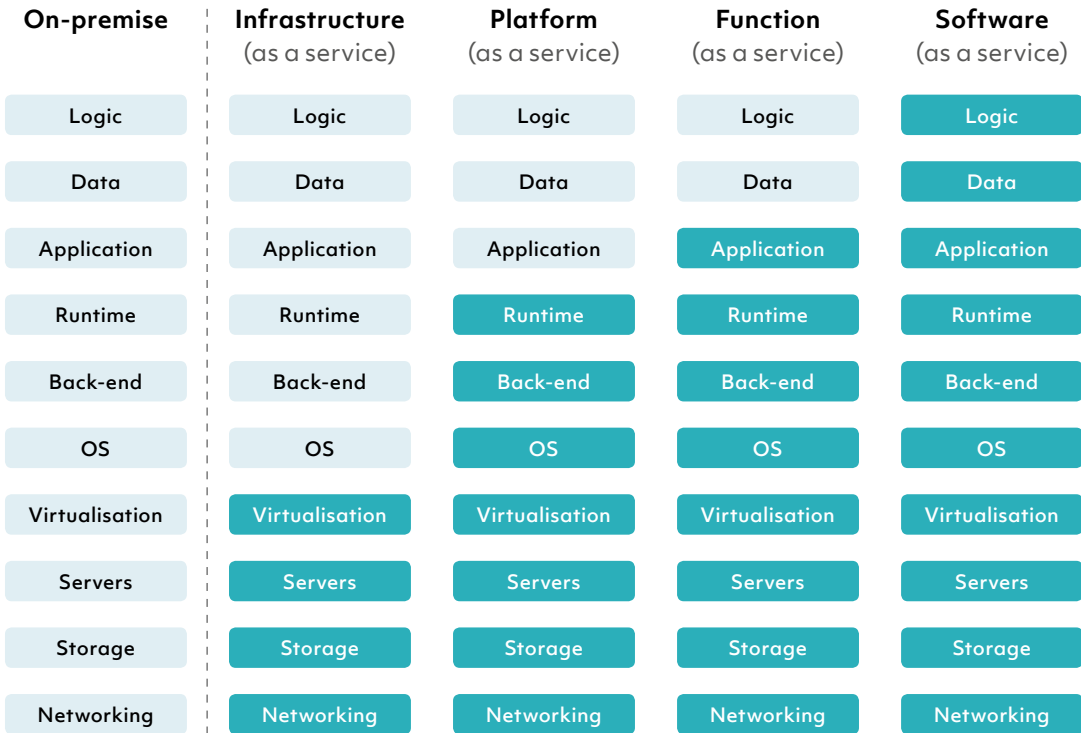 On-premise Infrastructure Platform Function Software
(as a service) (as a service) (as a service) (as a service)
Logic Logic Logic Logic Logic
Data Data Data Data Data
Application Application Application Application Application
Runtime Runtime Runtime Runtime Runtime
Back-end Back-end Back-end Back-end Back-end
OS OS OS OS OS
Virtualisation Virtualisation Virtualisation Virtualisation Virtualisation
Servers Servers Servers Servers Servers
Storage Storage Storage Storage Storage
Networking Networking Networking Networking Networking